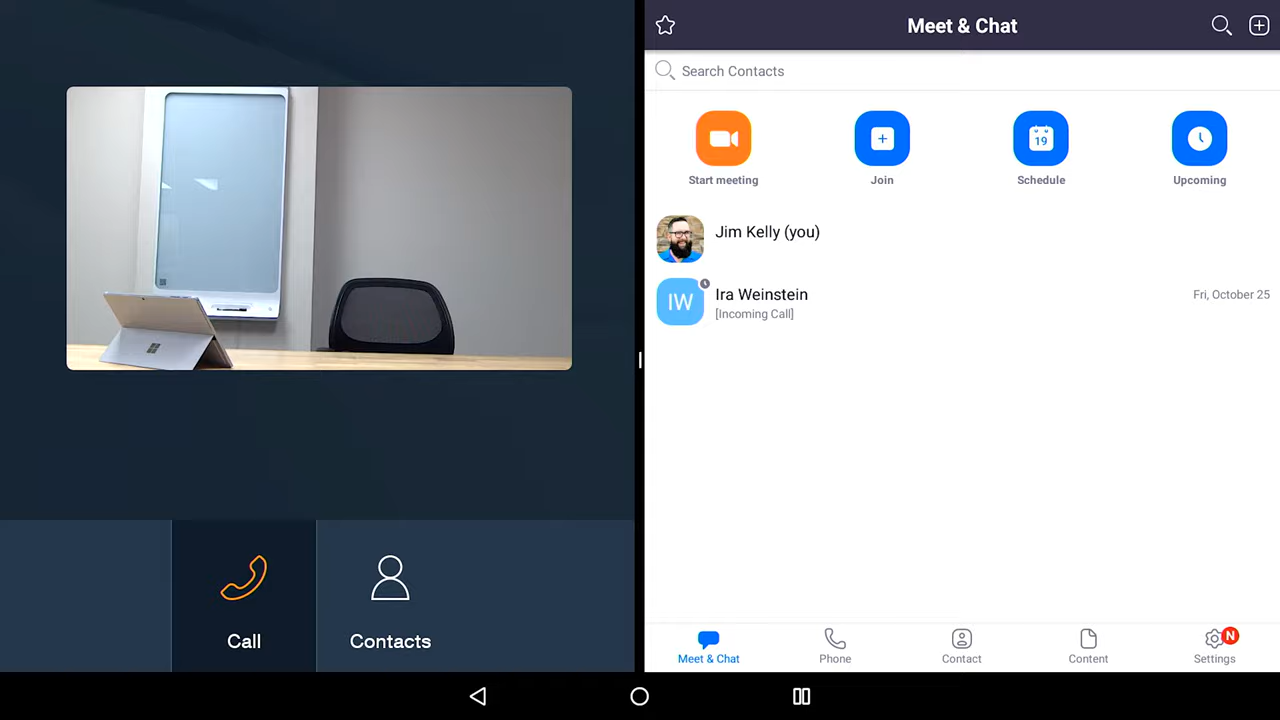 Call
Contacts
Meet & Chat
Search Contacts
Start meeting
19
Join
Schedule
Upcoming
Jim Kelly (you)
IW
Ira Weinstein
Fri, October 25
[Incoming Call]
Meet & Chat
Phone
Contact
Content
N
Settings